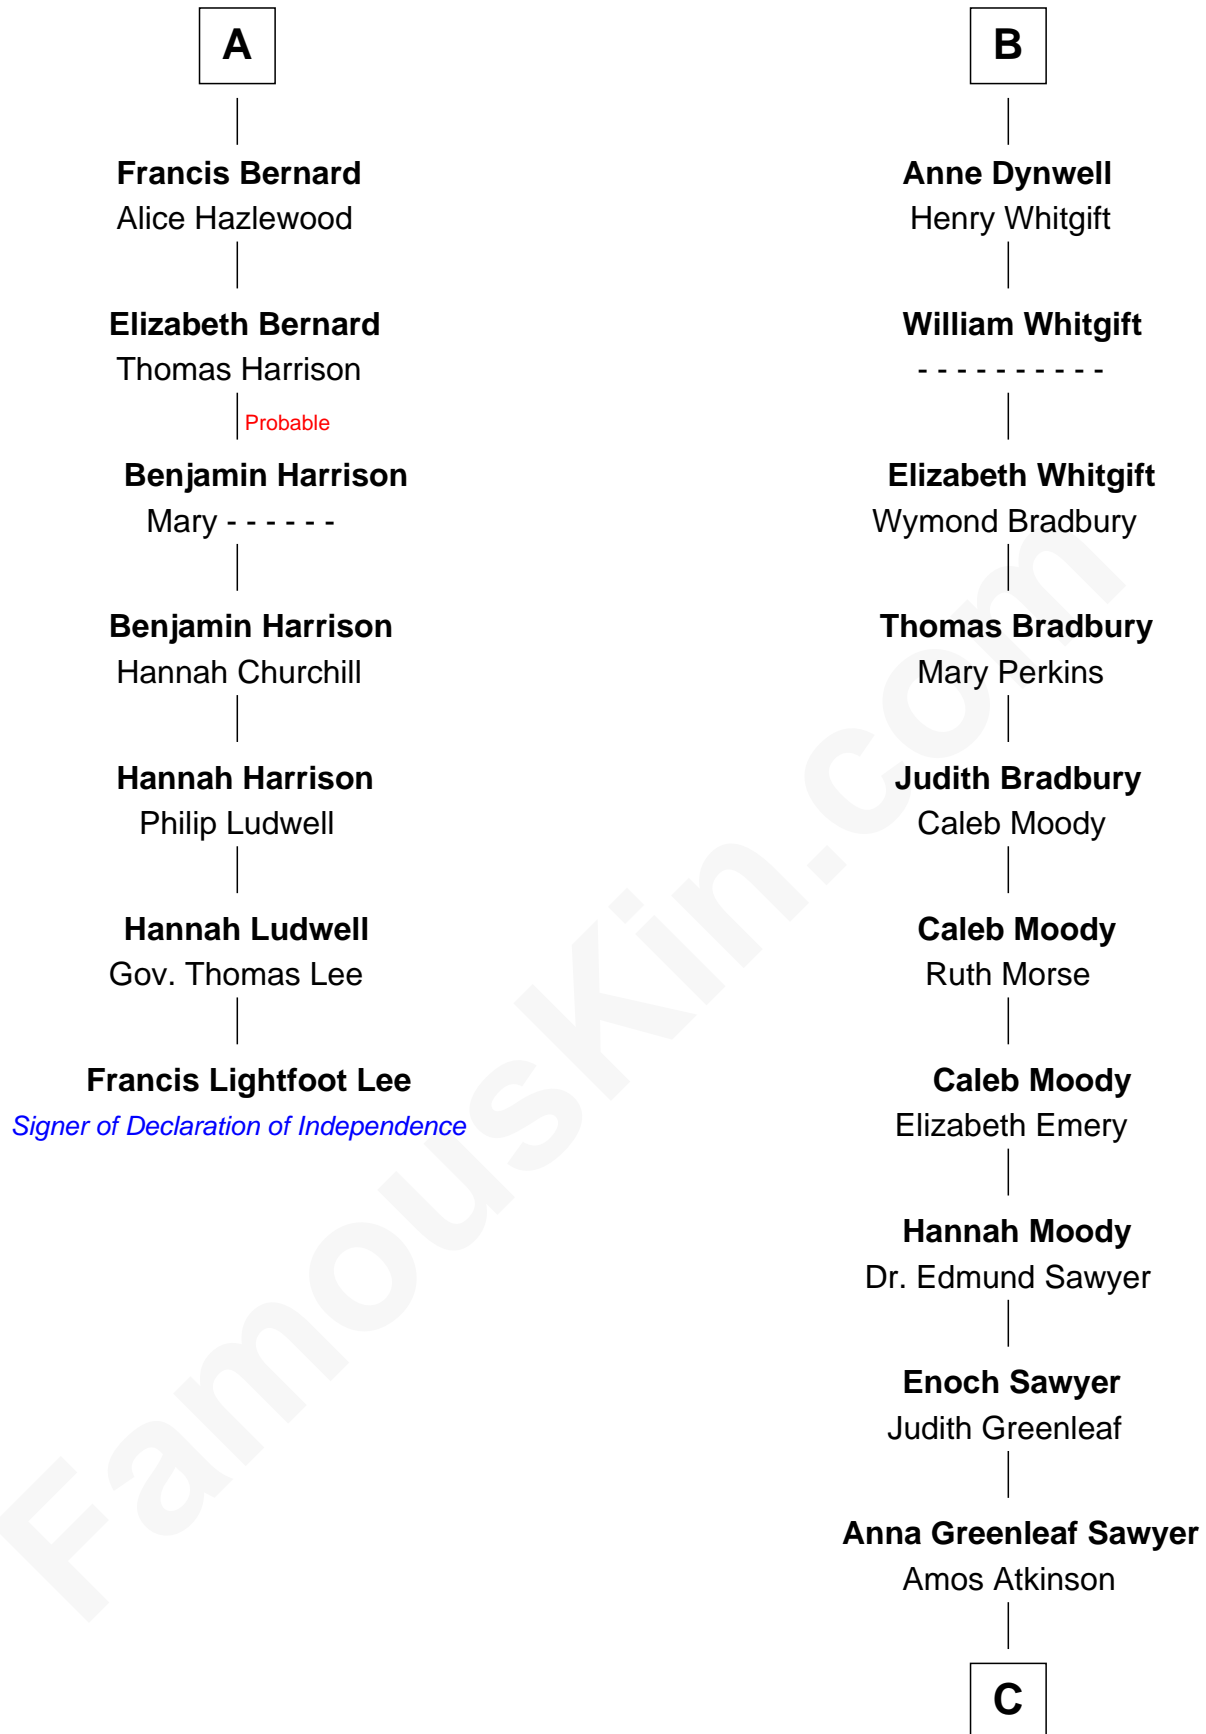 A
Francis Bernard
Alice Hazlewood
Elizabeth Bernard
Thomas Harrison
Probable
Benjamin Harrison
Mary - - - - - -
Benjamin Harrison
Hannah Churchill
Hannah Harrison
Philip Ludwell
Hannah Ludwell
Gov. Thomas Lee
Francis Lightfoot Lee
Signer of Declaration of Independence
B
Anne Dynwell
Henry Whitgift
William Whitgift
- - - - - - - - - -
Elizabeth Whitgift
Wymond Bradbury
Thomas Bradbury
Mary Perkins
Judith Bradbury
Caleb Moody
Caleb Moody
Ruth Morse
Caleb Moody
Elizabeth Emery
Hannah Moody
Dr. Edmund Sawyer
Enoch Sawyer
Judith Greenleaf
Anna Greenleaf Sawyer
Amos Atkinson
C
FamousKin.com